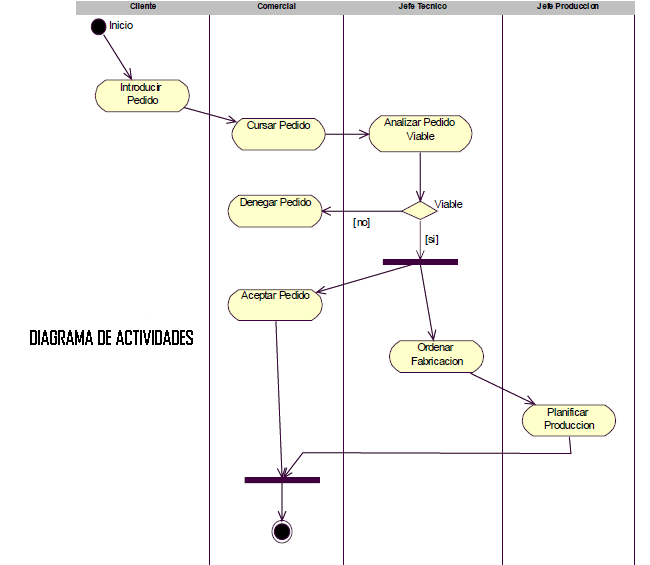 Cliente
Comercial
Jefe Tecnico
Jefe Produccion
Inicio
Introducir
Pedido
Cursar Pedido
Analizar Pedido
Viable
Denegar Pedido
Viable
[no]
[si]
Aceptar Pedido
DIAGRAMA DE ACTIVIDADES
Ordenar
Fabricacion
Planificar
Produccion